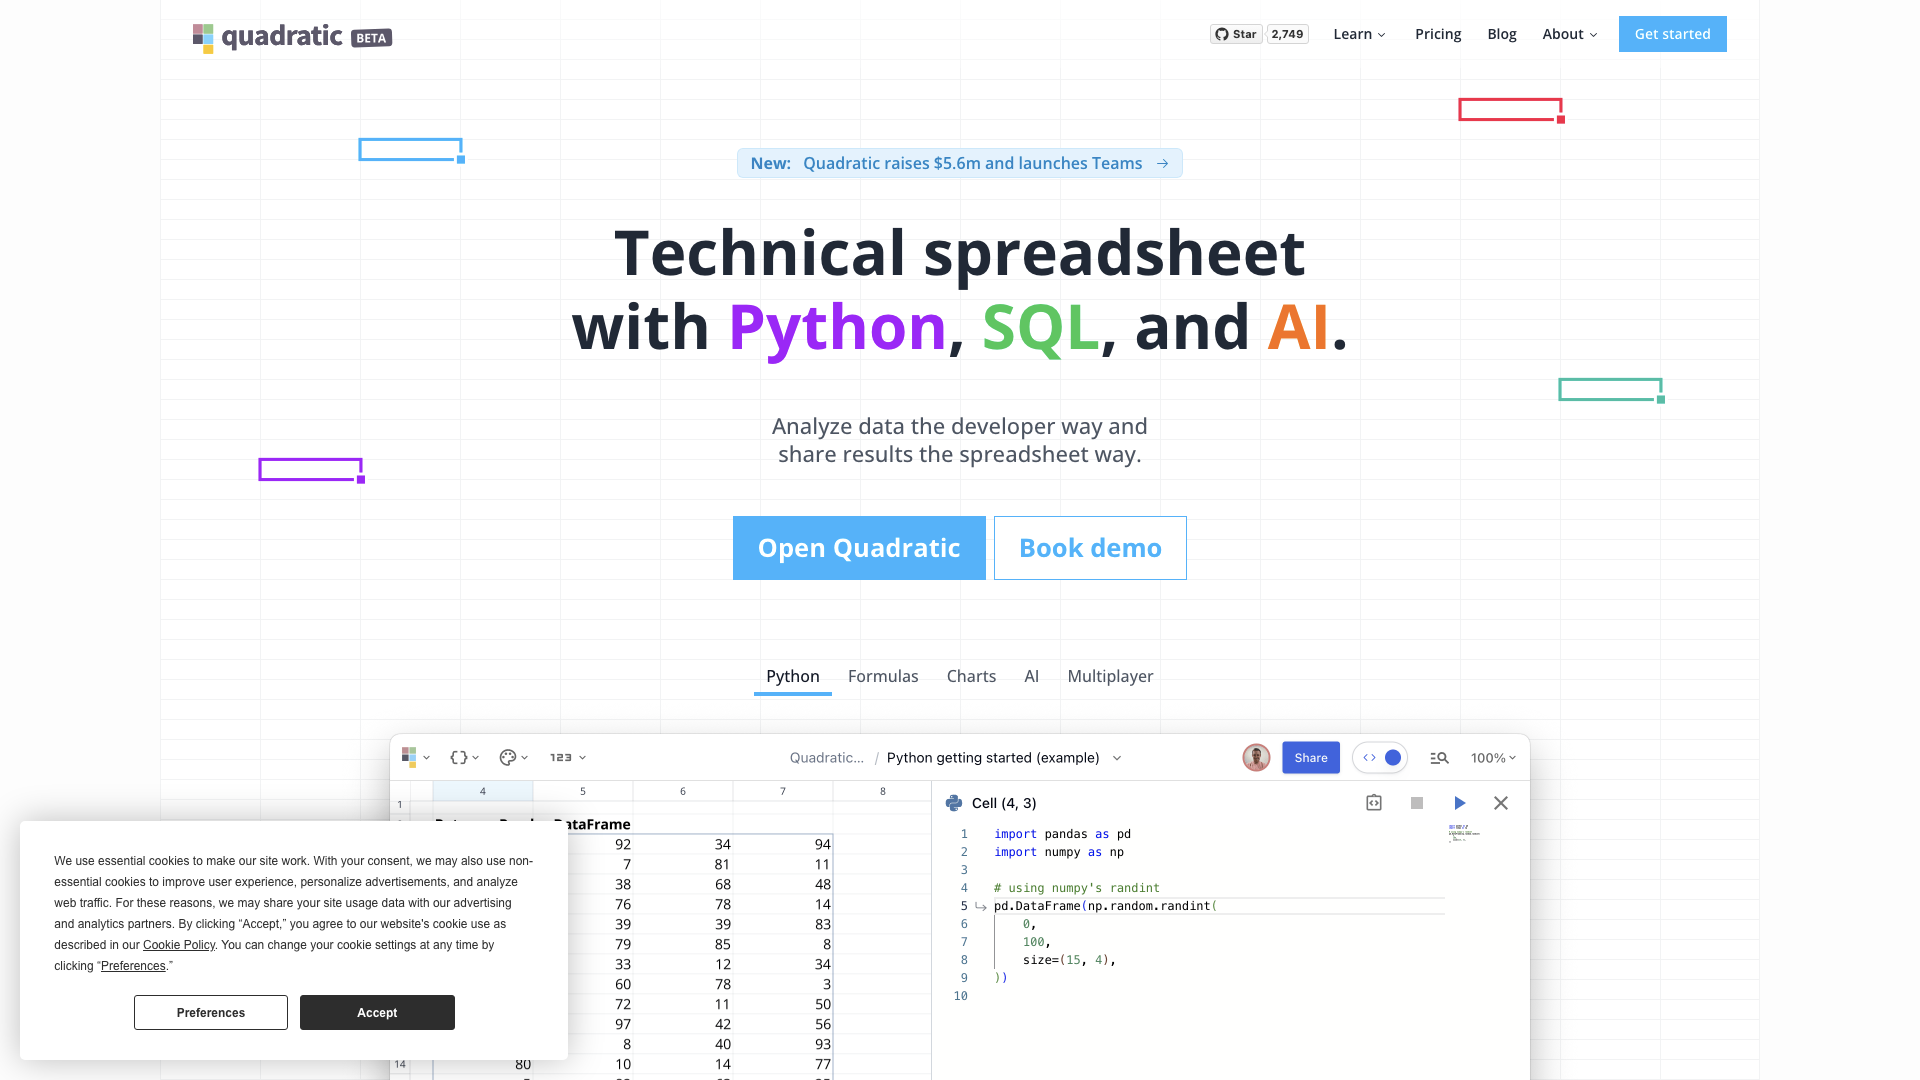 quadratic BETA
Star 2,749 Learn Pricing Blog About Get started
New: Quadratic raises $5.6m and launches Teams →
Technical spreadsheet
with Python, SQL, and AI.
Analyze data the developer way and
share results the spreadsheet way.
Open Quadratic Book demo
Python Formulas Charts AI Multiplayer
123 Quadratic... / Python getting started (example) Share 100%
4 5 6 7 8
1
DataFrame
92 34 94
7 81 11
38 68 48
76 78 14
39 39 83
79 85 8
33 12 34
60 78 3
72 11 50
97 42 56
8 40 93
14 80 10 14 77
Cell (4, 3)
1 import pandas as pd
2 import numpy as np
3
4 # using numpy's randint
5 pd.DataFrame(np.random.randint(
6 0,
7 100,
8 size=(15, 4),
9 ))
10
We use essential cookies to make our site work. With your consent, we may also use non-
essential cookies to improve user experience, personalize advertisements, and analyze
web traffic. For these reasons, we may share your site usage data with our advertising
and analytics partners. By clicking “Accept,” you agree to our website's cookie use as
described in our Cookie Policy. You can change your cookie settings at any time by
clicking “Preferences.”
Preferences Accept